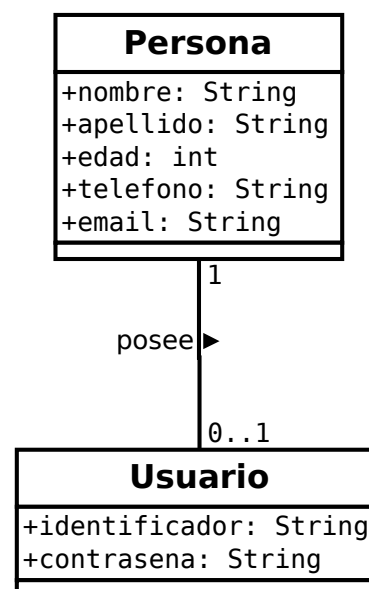 Persona
+nombre: String
+apellido: String
+edad: int
+telefono: String
+email: String
1
posee
0..1
Usuario
+identificador: String
+contrasena: String